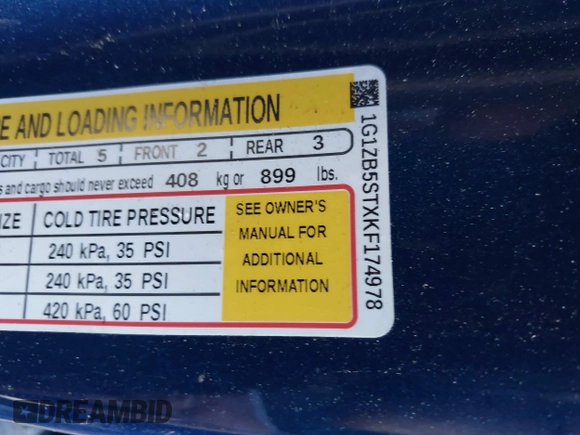 E AND LOADING INFORMATION
CITY TOTAL 5 FRONT 2 REAR 3
s and cargo should never exceed 408 kg or 899 lbs.
ZE COLD TIRE PRESSURE
240 kPa, 35 PSI
240 kPa, 35 PSI
420 kPa, 60 PSI
SEE OWNER'S
MANUAL FOR
ADDITIONAL
INFORMATION
1G1ZB5STXKF174978
DREAMBID